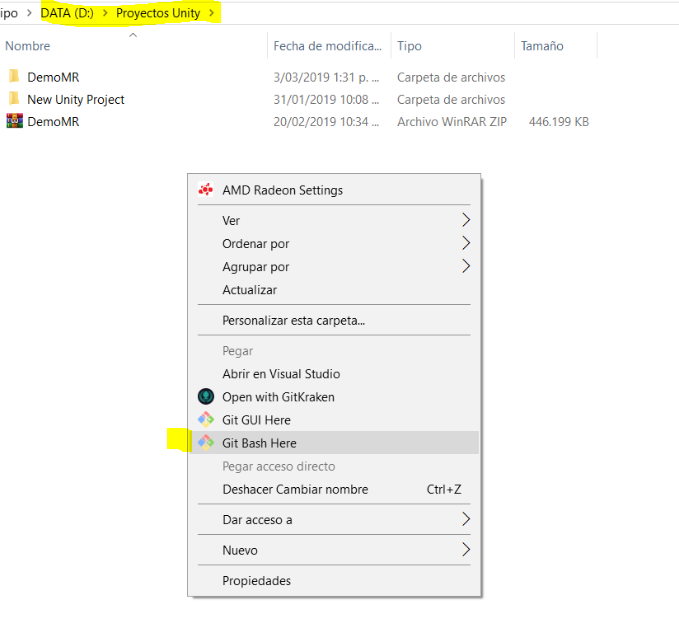 ipo > DATA (D:) > Proyectos Unity >
Nombre Fecha de modifica... Tipo Tamaño
DemoMR 3/03/2019 1:31 p. ... Carpeta de archivos
New Unity Project 31/01/2019 10:08 ... Carpeta de archivos
DemoMR 20/02/2019 10:34 ... Archivo WinRAR ZIP 446.199 KB
AMD Radeon Settings
Ver
Ordenar por
Agrupar por
Actualizar
Personalizar esta carpeta...
Pegar
Abrir en Visual Studio
Open with GitKraken
Git GUI Here
Git Bash Here
Pegar acceso directo
Deshacer Cambiar nombre Ctrl+Z
Dar acceso a
Nuevo
Propiedades